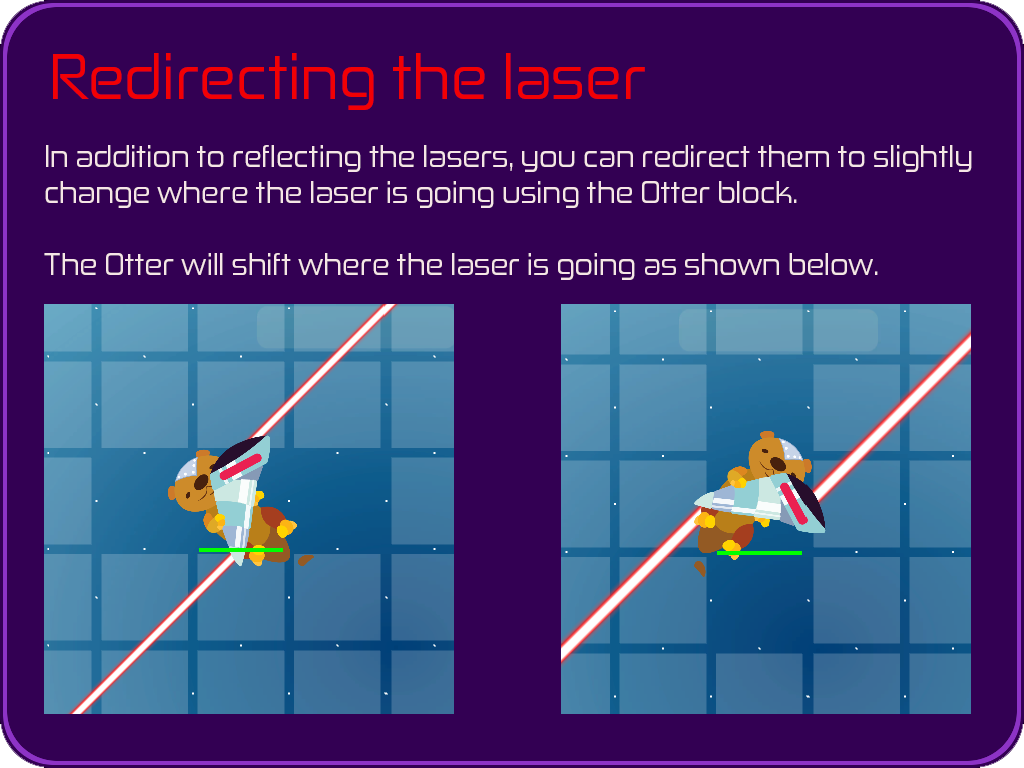 Redirecting the laser
In addition to reflecting the lasers, you can redirect them to slightly
change where the laser is going using the Otter block.
The Otter will shift where the laser is going as shown below.